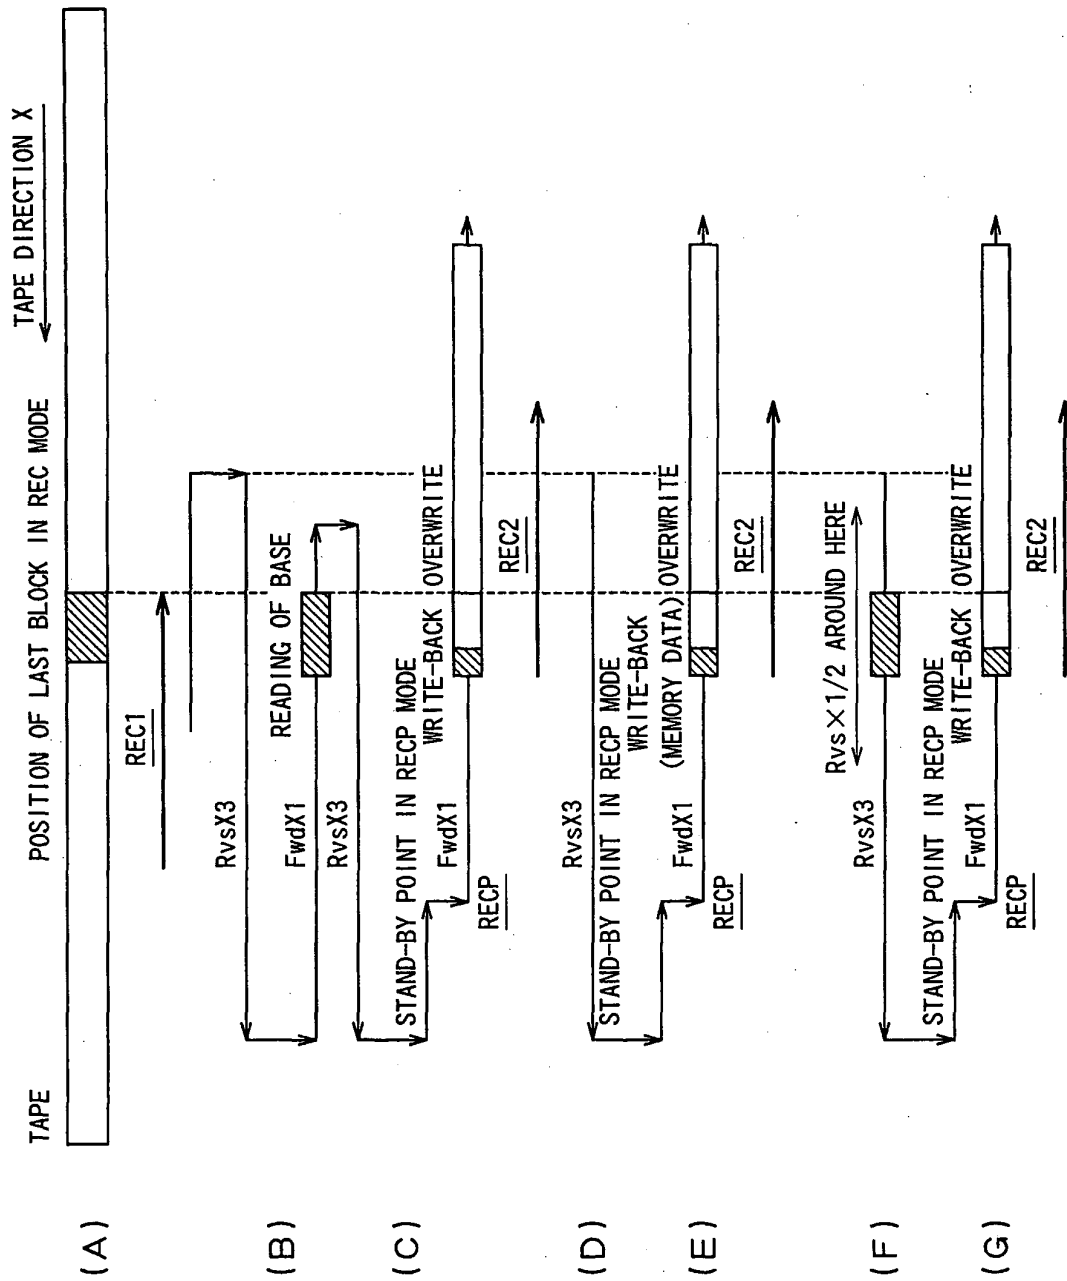 TAPE
POSITION OF LAST BLOCK IN REC MODE
TAPE DIRECTION X
(A)
REC1
(B)
RvsX3
READING OF BASE
FwdX1
RvsX3
(C)
STAND-BY POINT IN RECP MODE
WRITE-BACK OVERWRITE
FwdX1
RECP
REC2
(D)
RvsX3
STAND-BY POINT IN RECP MODE
WRITE-BACK
(MEMORY DATA) OVERWRITE
(E)
FwdX1
RECP
REC2
Rvs×1/2 AROUND HERE
(F)
RvsX3
STAND-BY POINT IN RECP MODE
WRITE-BACK OVERWRITE
(G)
FwdX1
RECP
REC2